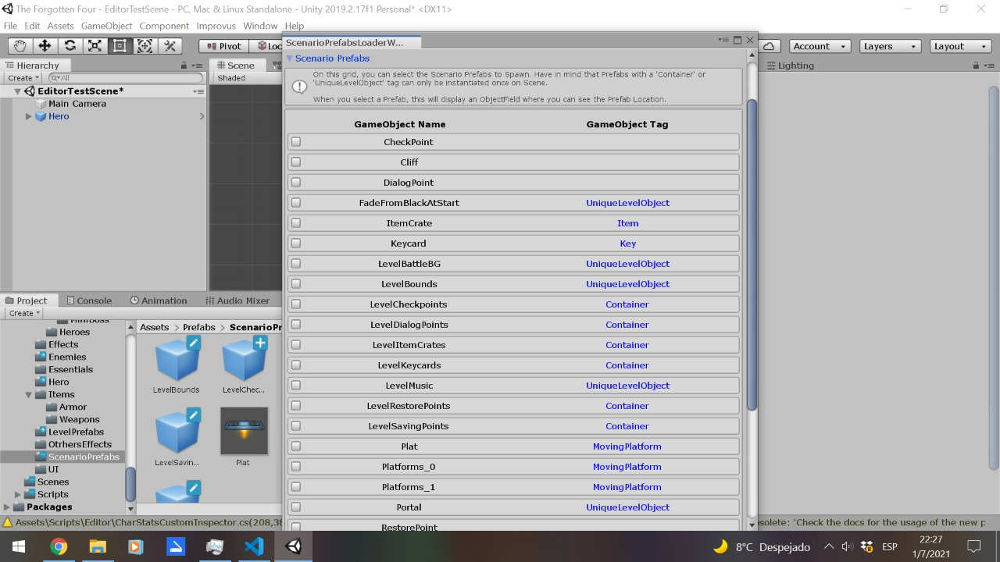 The Forgotten Four - EditorTestScene - PC, Mac & Linux Standalone - Unity 2019.2.17f1 Personal* <DX11>
File Edit Assets GameObject Component Improvus Window Help
Pivot Loc Account Layers Layout
ScenarioPrefabsLoaderW...
Hierarchy Scene Lighting
Create All Shaded
EditorTestScene*
Main Camera
Hero
Scenario Prefabs
On this grid, you can select the Scenario Prefabs to Spawn. Have in mind that Prefabs with a 'Container' or
'UniqueLevelObject' tag can only be instantiated once on Scene.
When you select a Prefab, this will display an ObjectField where you can see the Prefab Location.
GameObject Name GameObject Tag
CheckPoint
Cliff
DialogPoint
FadeFromBlackAtStart UniqueLevelObject
ItemCrate Item
Keycard Key
LevelBattleBG UniqueLevelObject
LevelBounds UniqueLevelObject
LevelCheckpoints Container
LevelDialogPoints Container
LevelItemCrates Container
LevelKeycards Container
LevelMusic UniqueLevelObject
LevelRestorePoints Container
LevelSavingPoints Container
Plat MovingPlatform
Platforms_0 MovingPlatform
Platforms_1 MovingPlatform
Portal UniqueLevelObject
RestorePoint
Project Console Animation Audio Mixer
Create
Assets > Prefabs > ScenarioPr
MiniBoss
Heroes
Effects
Enemies
Essentials
Hero
Items
Armor
Weapons
LevelPrefabs
OtrhersEffects
ScenarioPrefabs
UI
Scenes
Scripts
Packages
LevelBounds LevelChec...
LevelSavin... Plat
Assets\Scripts\Editor\CharStatsCustomInspector.cs(208,38 solete: 'Check the docs for the usage of the new p
8°C Despejado ESP 22:27
1/7/2021